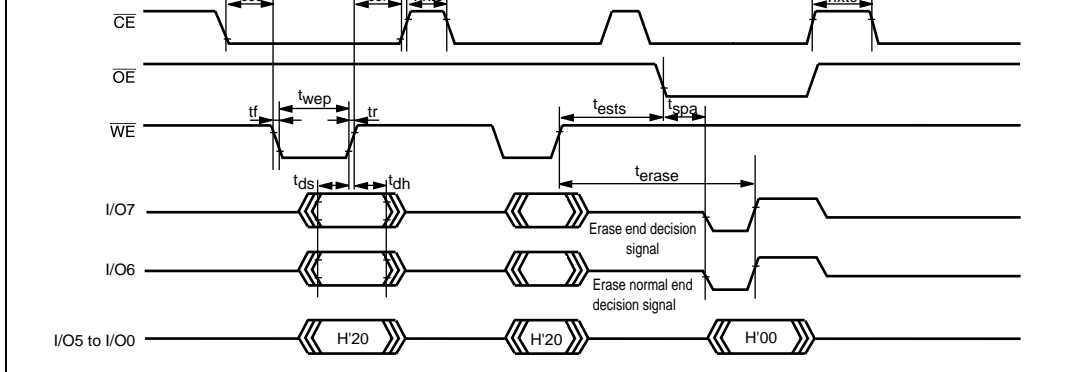 CE
OE
twep
tests
tspa
tf
tr
WE
tds
tdh
terase
I/O7
Erase end decision
signal
I/O6
Erase normal end
decision signal
I/O5 to I/O0
H'20
H'20
H'00